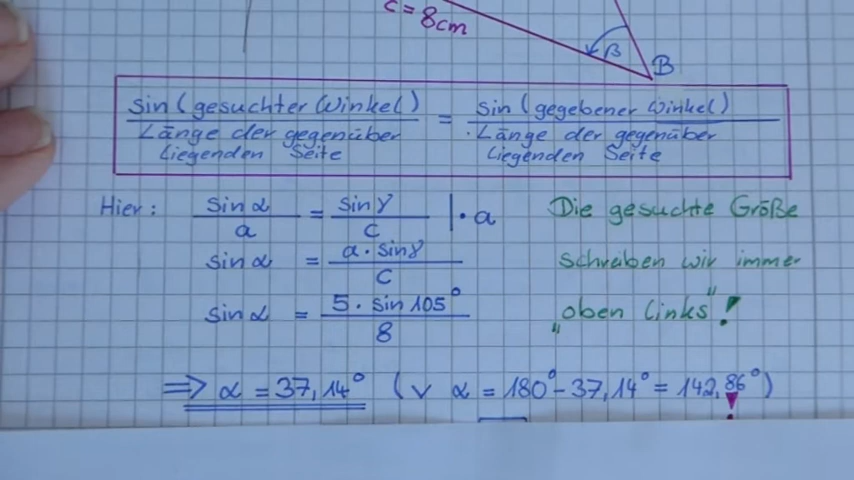 c = 8cm
β
B
sin(gesuchter Winkel) / Länge der gegenüber liegenden Seite = sin(gegebener Winkel) / Länge der gegenüber liegenden Seite
Hier: sin α / a = sin γ / c | · a
sin α = a · sin γ / c
sin α = 5 · sin 105° / 8
Die gesuchte Größe
schreiben wir immer
„oben links"!
=> α = 37,14° (v α = 180° - 37,14° = 142,86°)